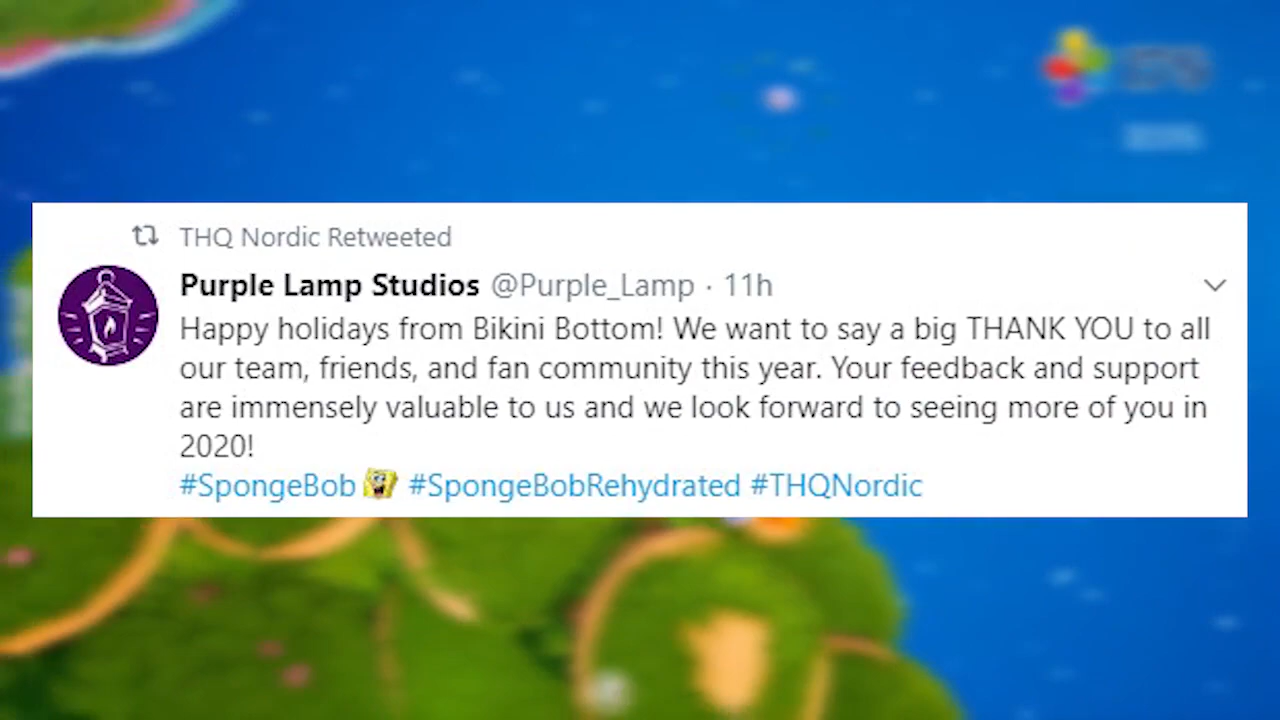 THQ Nordic Retweeted
Purple Lamp Studios @Purple_Lamp · 11h
Happy holidays from Bikini Bottom! We want to say a big THANK YOU to all
our team, friends, and fan community this year. Your feedback and support
are immensely valuable to us and we look forward to seeing more of you in
2020!
#SpongeBob #SpongeBobRehydrated #THQNordic